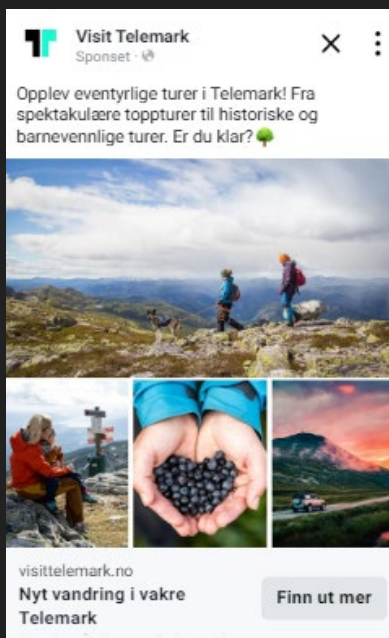 Visit Telemark
Sponset
Opplev eventyrlige turer i Telemark! Fra
spektakulære toppturer til historiske og
barnevennlige turer. Er du klar?🌳
visittelemark.no
Nyt vandring i vakre
Telemark
Finn ut mer